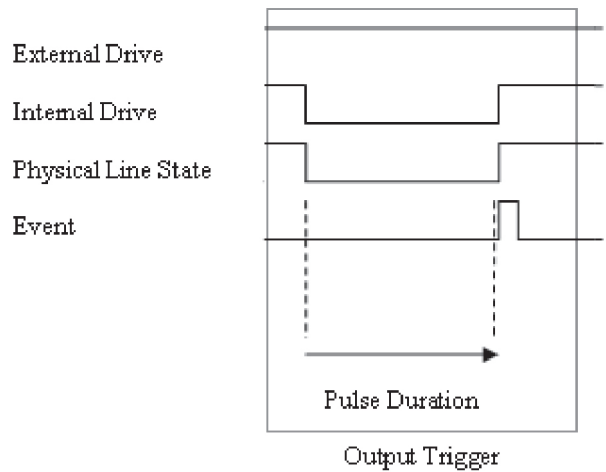 External Drive
Internal Drive
Physical Line State
Event
Pulse Duration
Output Trigger